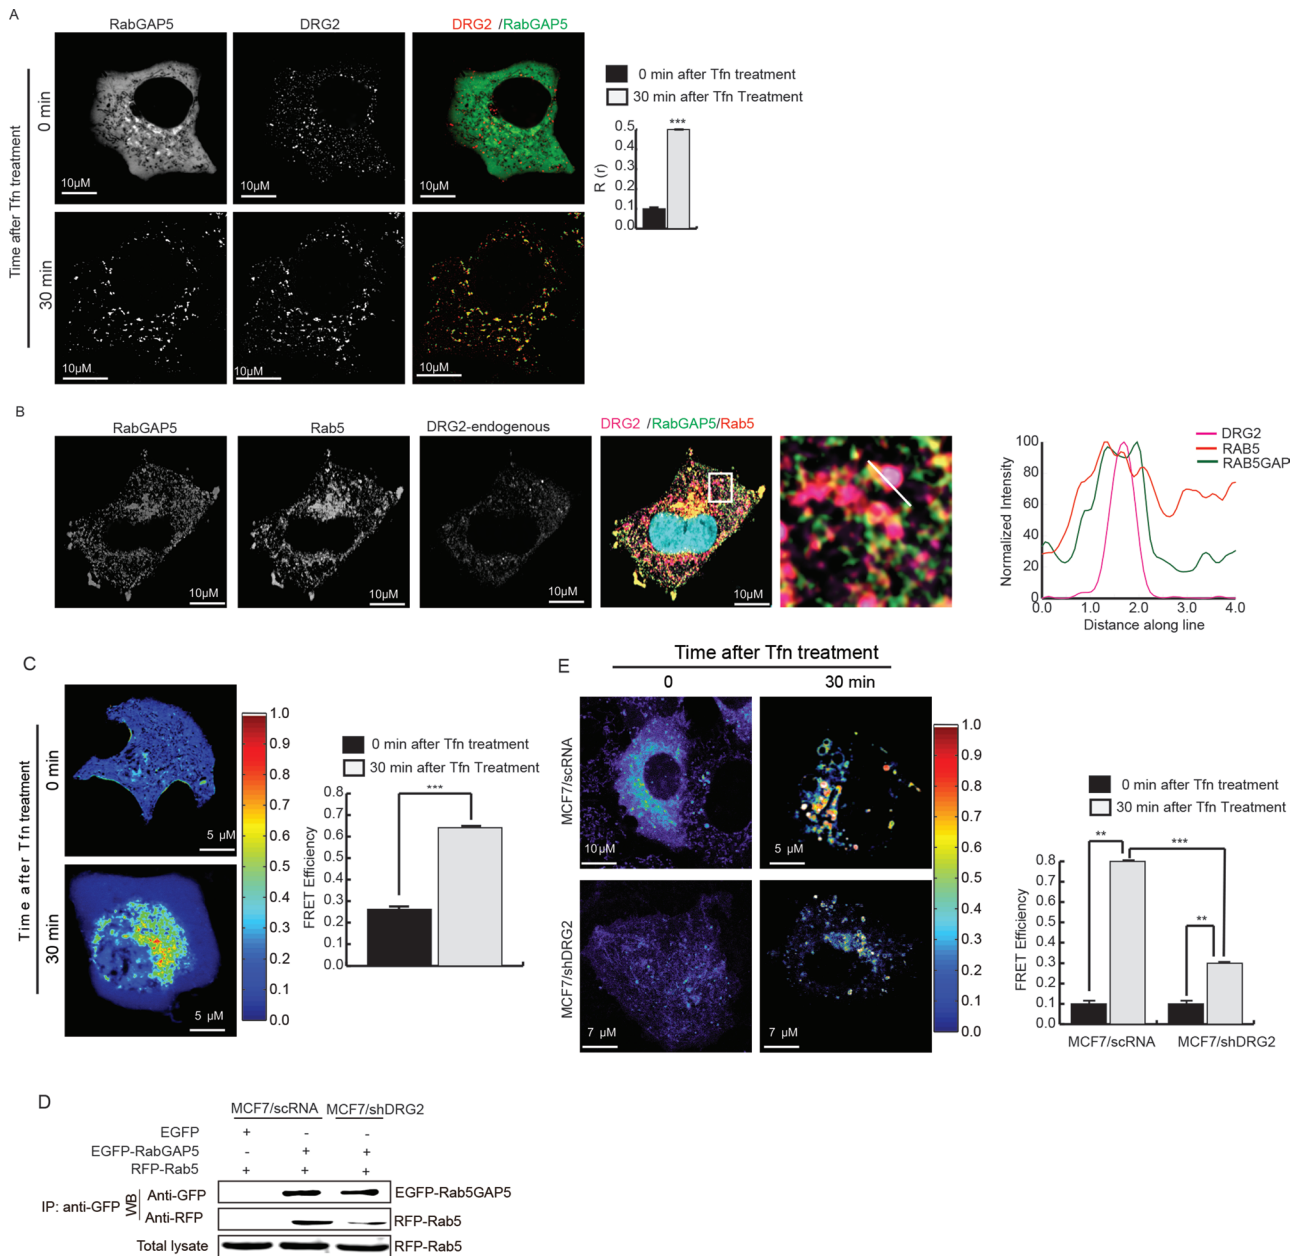 A
RabGAP5 DRG2 DRG2 /RabGAP5
Time after Tfn treatment
0 min
30 min
10µM 10µM 10µM
10µM 10µM 10µM
0 min after Tfn treatment
30 min after Tfn Treatment
***
R (r)
0.5
0.4
0.3
0.2
0.1
0.0
B
RabGAP5 Rab5 DRG2-endogenous DRG2 /RabGAP5/Rab5
10µM 10µM 10µM 10µM
DRG2
RAB5
RAB5GAP
Normalized Intensity
100
80
60
40
20
0
0.0 1.0 2.0 3.0 4.0
Distance along line
C
Time after Tfn treatment
0 min
30 min
5 µM
5 µM
1.0
0.9
0.8
0.7
0.6
0.5
0.4
0.3
0.2
0.1
0.0
0 min after Tfn treatment
30 min after Tfn Treatment
***
FRET Efficiency
0.8
0.7
0.6
0.5
0.4
0.3
0.2
0.1
0.0
E
Time after Tfn treatment
0 30 min
MCF7/scRNA
MCF7/shDRG2
10 µM 5 µM
7 µM 7 µM
1.0
0.9
0.8
0.7
0.6
0.5
0.4
0.3
0.2
0.1
0.0
0 min after Tfn treatment
30 min after Tfn Treatment
** *** **
FRET Efficiency
0.8
0.6
0.5
0.4
0.3
0.1
0.0
MCF7/scRNA MCF7/shDRG2
D
MCF7/scRNA MCF7/shDRG2
EGFP + - -
EGFP-RabGAP5 - + +
RFP-Rab5 + + +
IP: anti-GFP WB Anti-GFP EGFP-Rab5GAP5
Anti-RFP RFP-Rab5
Total lysate RFP-Rab5